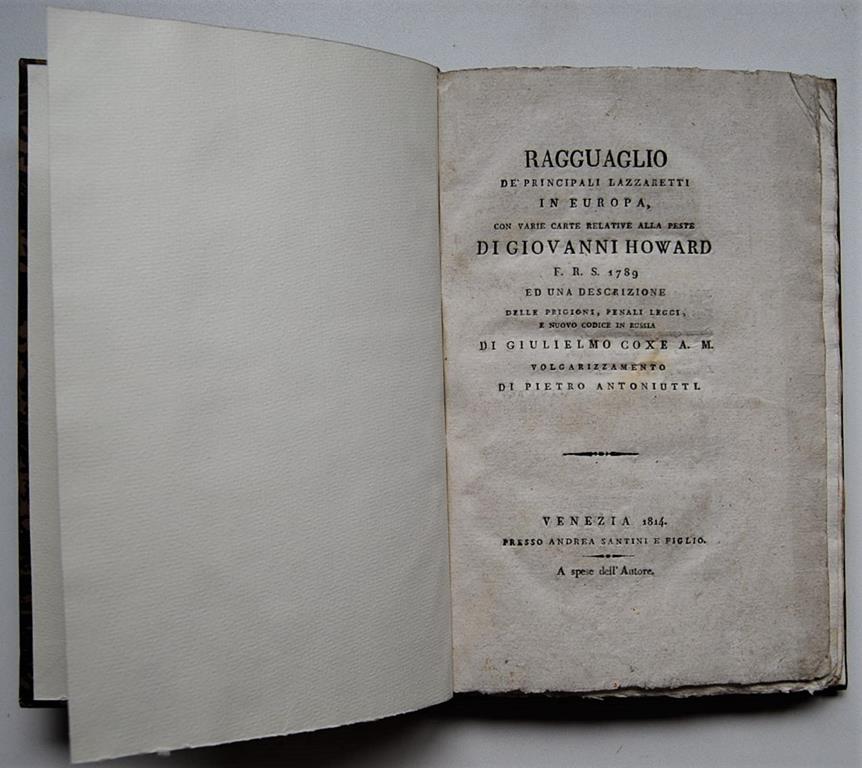 RAGGUAGLIO
DE' PRINCIPALI LAZZARETTI
IN EUROPA,
CON VARIE CARTE RELATIVE ALLA PESTE
DI GIOVANNI HOWARD
F. R. S. 1789
ED UNA DESCRIZIONE
DELLE PRIGIONI, PENALI LEGGI,
E NUOVO CODICE IN RUSSIA
DI GIULIELMO COXE A. M.
VOLGARIZZAMENTO
DI PIETRO ANTONIUTTI.
VENEZIA 1814.
PRESSO ANDREA SANTINI E FIGLIO.
A spese dell' Autore.